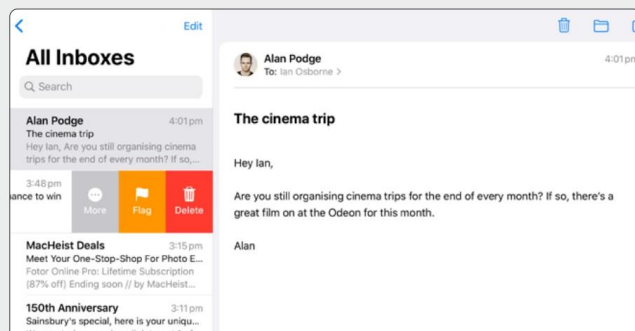 Edit
All Inboxes
Search
Alan Podge 4:01pm
The cinema trip
Hey Ian, Are you still organising cinema
trips for the end of every month? If so,...
3:48pm
ance to win
More Flag Delete
MacHeist Deals 3:15pm
Meet Your One-Stop-Shop For Photo E...
Fotor Online Pro: Lifetime Subscription
(87% off) Ending soon // by MacHeist...
150th Anniversary 3:11pm
Sainsbury's special, here is your uniqu...
Alan Podge 4:01pm
To: Ian Osborne >
The cinema trip
Hey Ian,
Are you still organising cinema trips for the end of every month? If so, there's a
great film on at the Odeon for this month.
Alan